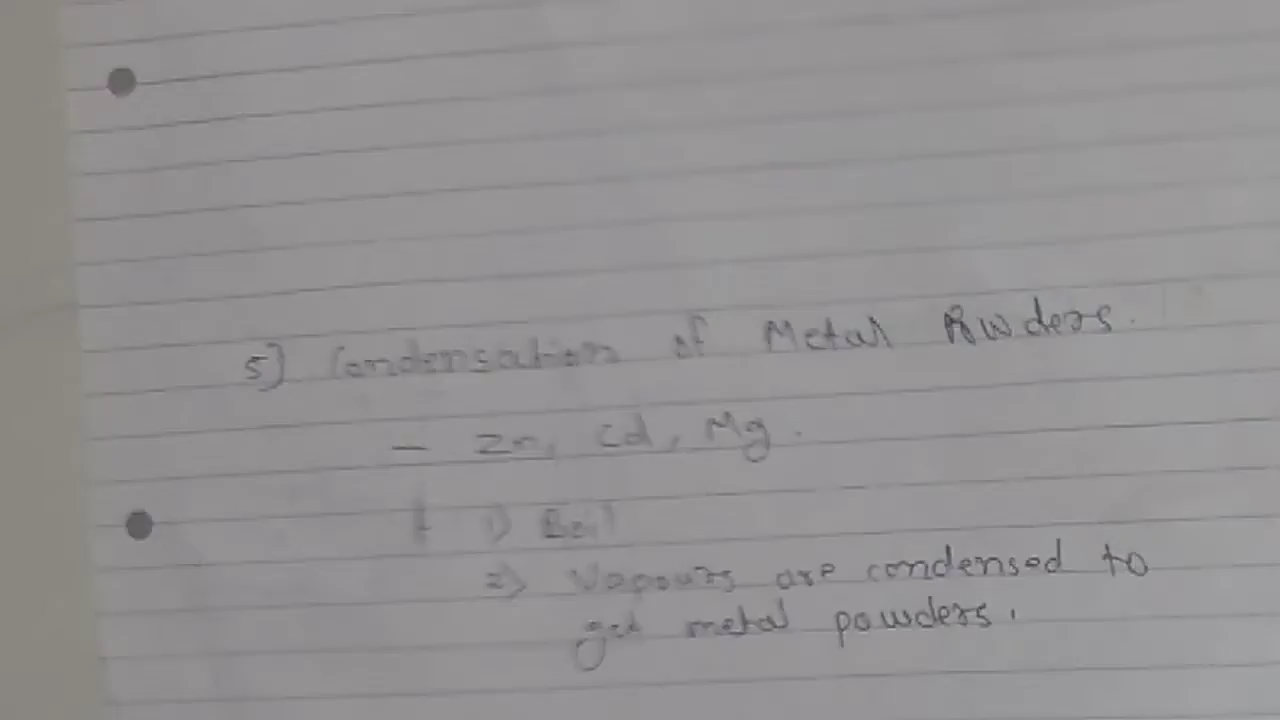 5) Condensation of Metal Powders.
- Zn, Cd, Mg.
1) Boil
2) Vapours are condensed to
get metal powders.